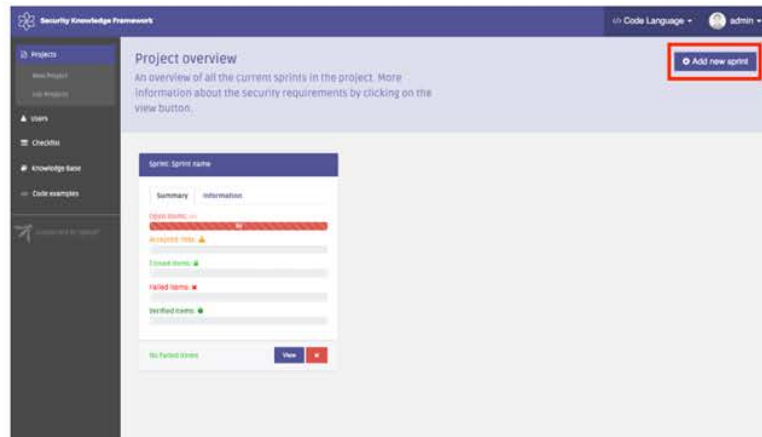 Security Knowledge Framework
Code Language
admin
Projects
New Project
Users
Checklist
Knowledge Base
Code examples
Project overview
Add new sprint
An overview of all the current sprints in the project. More
information about the security requirements by clicking on the
view button.
Sprint: Sprint name
Summary Information
Open items:
Accepted risk:
Closed items:
Failed items:
Verified items:
No Failed items View